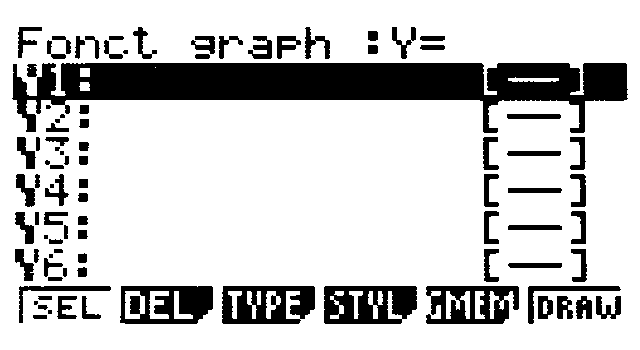 Fonct graph :Y=
Y1: [—]
Y2: [—]
Y3: [—]
Y4: [—]
Y5: [—]
Y6: [—]
SEL DEL TYPE STYL GMEM DRAW